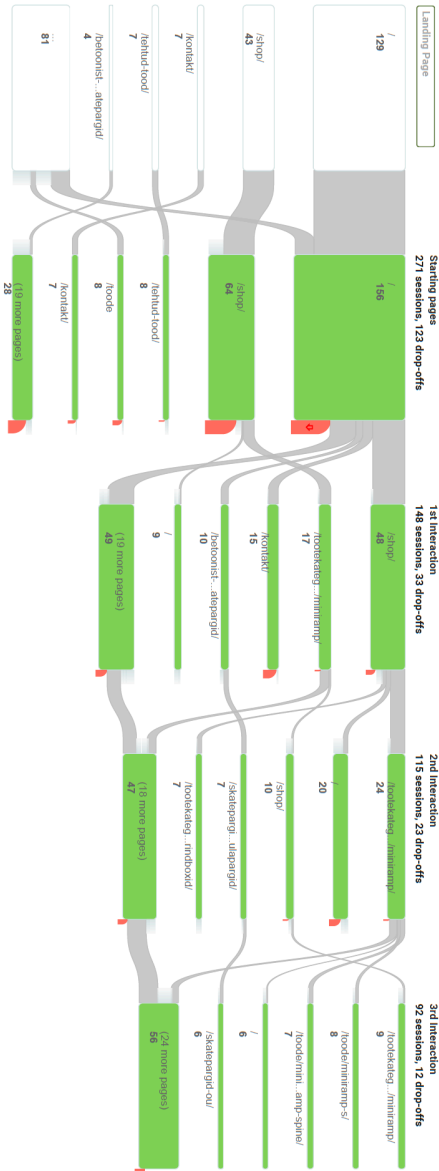 Landing Page
/
129
/shop/
43
/kontakt/
7
/tehtud-tood/
7
/betoonist-...atepargid/
4
...
81
Starting pages
271 sessions, 123 drop-offs
/
156
/shop/
64
/tehtud-tood/
8
/toode
8
/kontakt/
7
(19 more pages)
28
1st Interaction
148 sessions, 33 drop-offs
/shop/
48
/tootekateg.../miniramp/
17
/kontakt/
15
/betoonist-...atepargid/
10
/
9
(19 more pages)
49
2nd Interaction
115 sessions, 23 drop-offs
/tootekateg.../miniramp/
24
/
20
/shop/
10
/skatepargi...ulapargid/
7
/tootekateg...rindboxid/
7
(18 more pages)
47
3rd Interaction
92 sessions, 12 drop-offs
/tootekateg.../miniramp/
9
/toode/miniramp-s/
8
/toode/mini...amp-spine/
7
/
6
/skatepargid-ou/
6
(24 more pages)
56